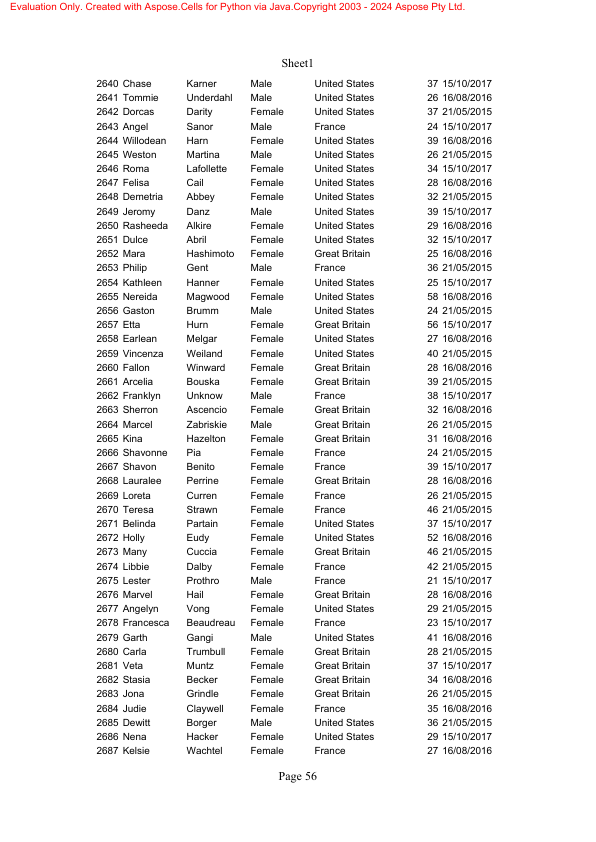 Evaluation Only. Created with Aspose.Cells for Python via Java.Copyright 2003 - 2024 Aspose Pty Ltd.
Sheet1
2640 Chase Karner Male United States 37 15/10/2017
2641 Tommie Underdahl Male United States 26 16/08/2016
2642 Dorcas Darity Female United States 37 21/05/2015
2643 Angel Sanor Male France 24 15/10/2017
2644 Willodean Harn Female United States 39 16/08/2016
2645 Weston Martina Male United States 26 21/05/2015
2646 Roma Lafollette Female United States 34 15/10/2017
2647 Felisa Cail Female United States 28 16/08/2016
2648 Demetria Abbey Female United States 32 21/05/2015
2649 Jeromy Danz Male United States 39 15/10/2017
2650 Rasheeda Alkire Female United States 29 16/08/2016
2651 Dulce Abril Female United States 32 15/10/2017
2652 Mara Hashimoto Female Great Britain 25 16/08/2016
2653 Philip Gent Male France 36 21/05/2015
2654 Kathleen Hanner Female United States 25 15/10/2017
2655 Nereida Magwood Female United States 58 16/08/2016
2656 Gaston Brumm Male United States 24 21/05/2015
2657 Etta Hurn Female Great Britain 56 15/10/2017
2658 Earlean Melgar Female United States 27 16/08/2016
2659 Vincenza Weiland Female United States 40 21/05/2015
2660 Fallon Winward Female Great Britain 28 16/08/2016
2661 Arcelia Bouska Female Great Britain 39 21/05/2015
2662 Franklyn Unknow Male France 38 15/10/2017
2663 Sherron Ascencio Female Great Britain 32 16/08/2016
2664 Marcel Zabriskie Male Great Britain 26 21/05/2015
2665 Kina Hazelton Female Great Britain 31 16/08/2016
2666 Shavonne Pia Female France 24 21/05/2015
2667 Shavon Benito Female France 39 15/10/2017
2668 Lauralee Perrine Female Great Britain 28 16/08/2016
2669 Loreta Curren Female France 26 21/05/2015
2670 Teresa Strawn Female France 46 21/05/2015
2671 Belinda Partain Female United States 37 15/10/2017
2672 Holly Eudy Female United States 52 16/08/2016
2673 Many Cuccia Female Great Britain 46 21/05/2015
2674 Libbie Dalby Female France 42 21/05/2015
2675 Lester Prothro Male France 21 15/10/2017
2676 Marvel Hail Female Great Britain 28 16/08/2016
2677 Angelyn Vong Female United States 29 21/05/2015
2678 Francesca Beaudreau Female France 23 15/10/2017
2679 Garth Gangi Male United States 41 16/08/2016
2680 Carla Trumbull Female Great Britain 28 21/05/2015
2681 Veta Muntz Female Great Britain 37 15/10/2017
2682 Stasia Becker Female Great Britain 34 16/08/2016
2683 Jona Grindle Female Great Britain 26 21/05/2015
2684 Judie Claywell Female France 35 16/08/2016
2685 Dewitt Borger Male United States 36 21/05/2015
2686 Nena Hacker Female United States 29 15/10/2017
2687 Kelsie Wachtel Female France 27 16/08/2016
Page 56